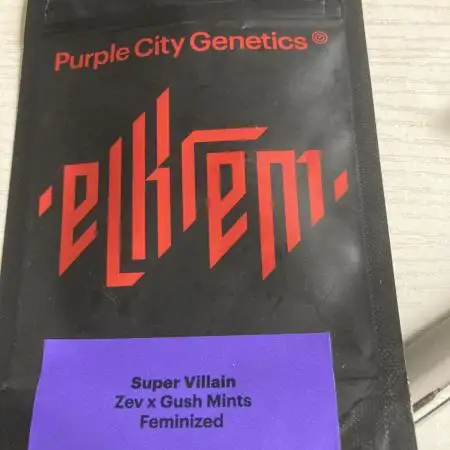 Purple City Genetics
elkrem
Super Villain
Zev x Gush Mints
Feminized